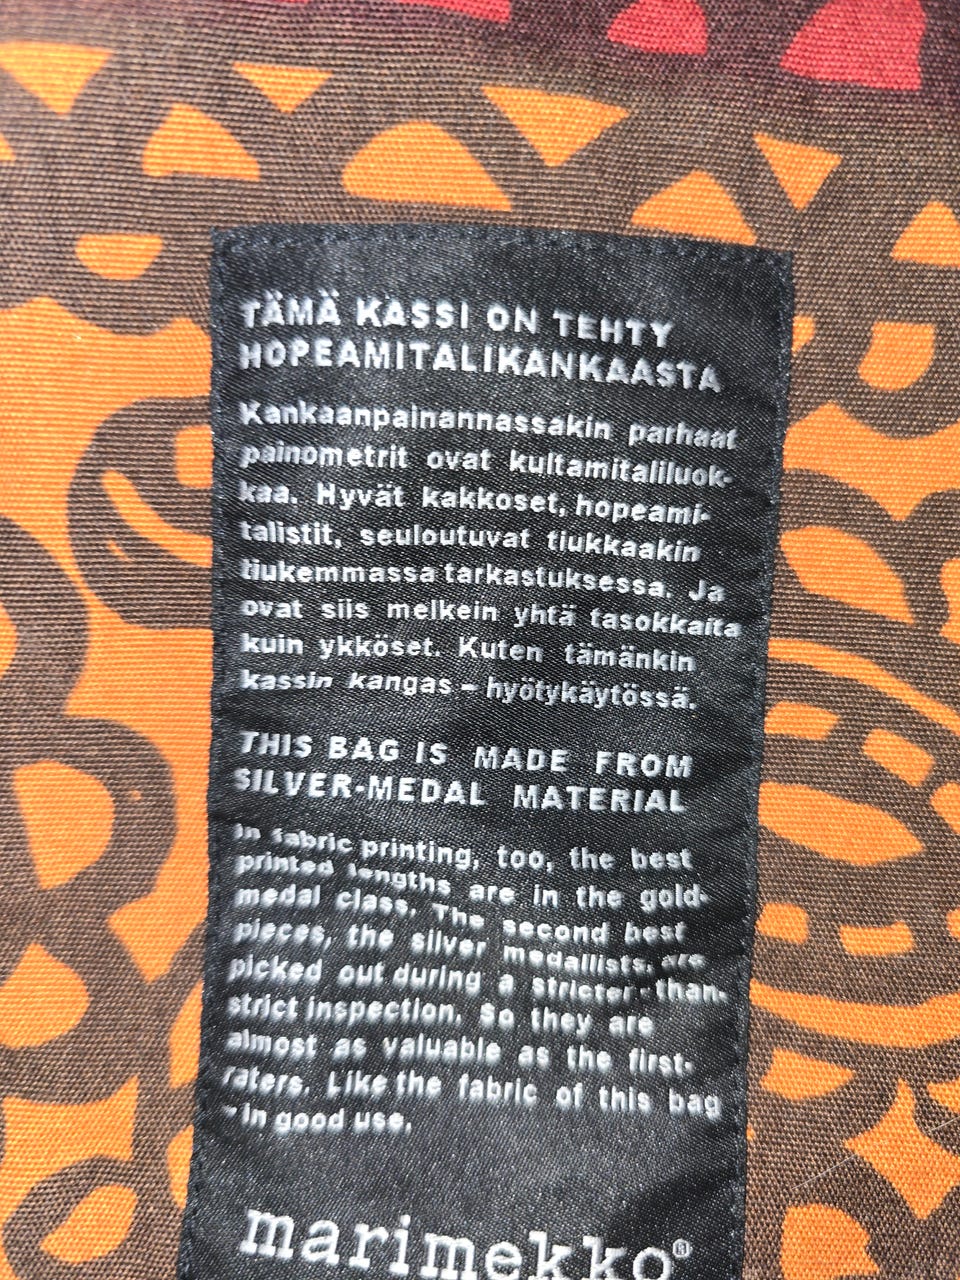 TÄMÄ KASSI ON TEHTY
HOPEAMITALIKANKAASTA
Kankaanpainannassakin parhaat
painometrit ovat kultamitaliluok-
kaa. Hyvät kakkoset, hopeami-
talistit, seuloutuvat tiukkaakin
tiukemmassa tarkastuksessa. Ja
ovat siis melkein yhtä tasokkaita
kuin ykköset. Kuten tämänkin
kassin kangas – hyötykäytössä.
THIS BAG IS MADE FROM
SILVER-MEDAL MATERIAL
In fabric printing, too, the best
printed lengths are in the gold-
medal class. The second best
pieces, the silver medallists, are
picked out during a stricter-than-
strict inspection. So they are
almost as valuable as the first-
raters. Like the fabric of this bag
– in good use.
marimekko®